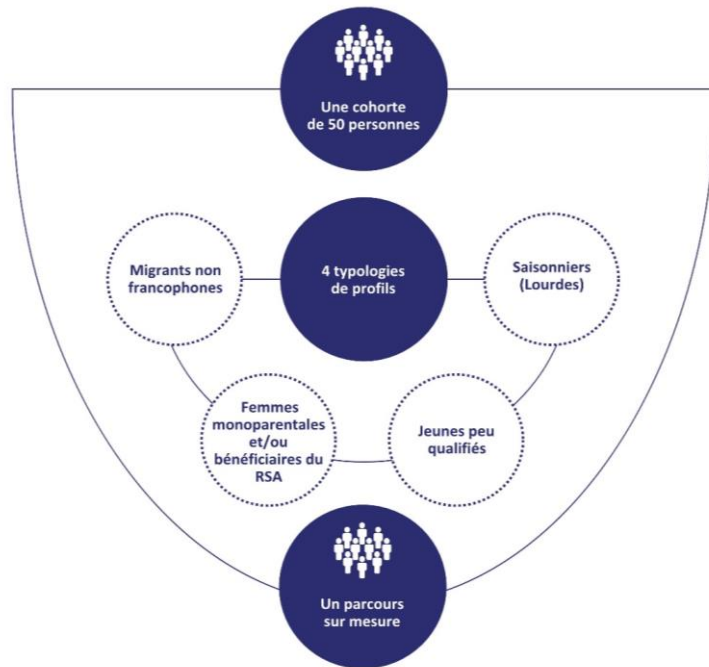 Une cohorte
de 50 personnes
Migrants non
francophones
4 typologies
de profils
Saisonniers
(Lourdes)
Femmes
monoparentales
et/ou
bénéficiaires du
RSA
Jeunes peu
qualifiés
Un parcours
sur mesure